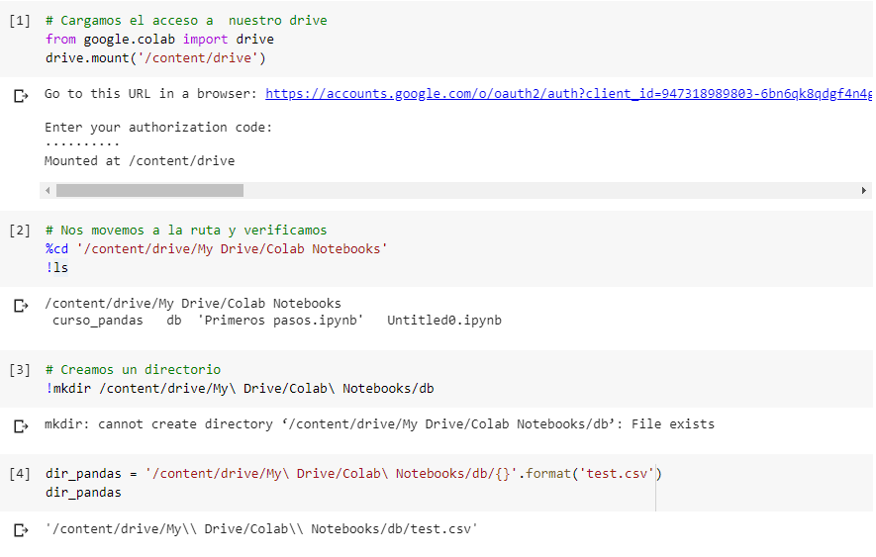 [1] # Cargamos el acceso a  nuestro drive
from google.colab import drive
drive.mount('/content/drive')
Go to this URL in a browser: https://accounts.google.com/o/oauth2/auth?client_id=947318989803-6bn6qk8qdgf4n4g
Enter your authorization code:
··········
Mounted at /content/drive
[2] # Nos movemos a la ruta y verificamos
%cd '/content/drive/My Drive/Colab Notebooks'
!ls
/content/drive/My Drive/Colab Notebooks
curso_pandas   db  'Primeros pasos.ipynb'   Untitled0.ipynb
[3] # Creamos un directorio
!mkdir /content/drive/My\ Drive/Colab\ Notebooks/db
mkdir: cannot create directory ‘/content/drive/My Drive/Colab Notebooks/db’: File exists
[4] dir_pandas = '/content/drive/My\ Drive/Colab\ Notebooks/db/{}'.format('test.csv')
dir_pandas
'/content/drive/My\\ Drive/Colab\\ Notebooks/db/test.csv'